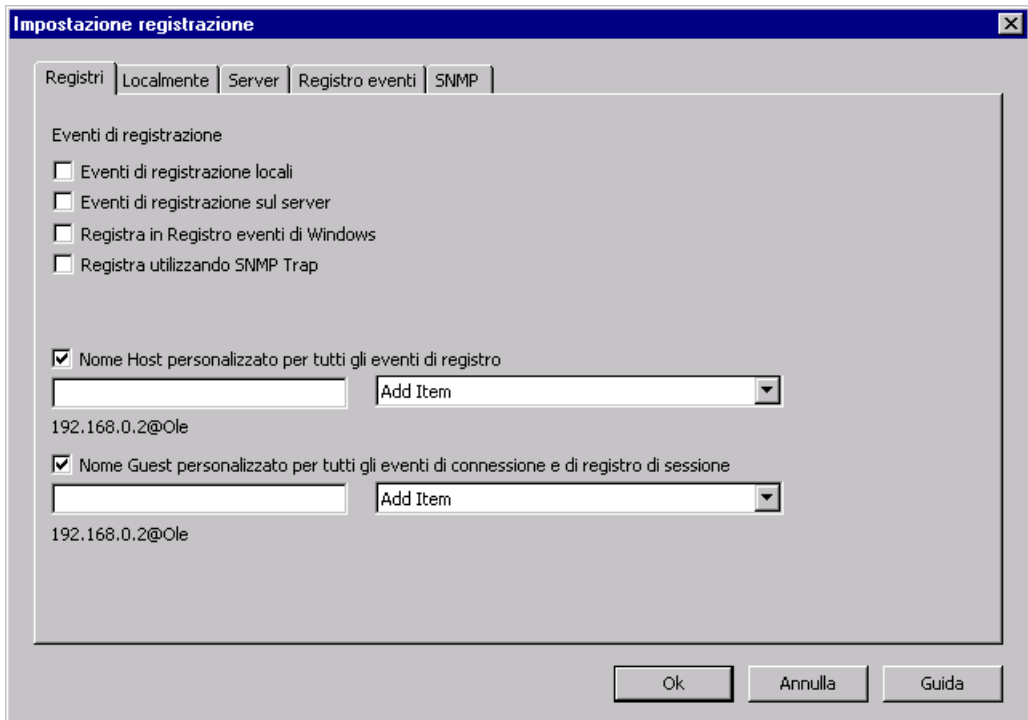 Impostazione registrazione
Registri Localmente Server Registro eventi SNMP
Eventi di registrazione
Eventi di registrazione locali
Eventi di registrazione sul server
Registra in Registro eventi di Windows
Registra utilizzando SNMP Trap
Nome Host personalizzato per tutti gli eventi di registro
Add Item
192.168.0.2@Ole
Nome Guest personalizzato per tutti gli eventi di connessione e di registro di sessione
Add Item
192.168.0.2@Ole
Ok Annulla Guida